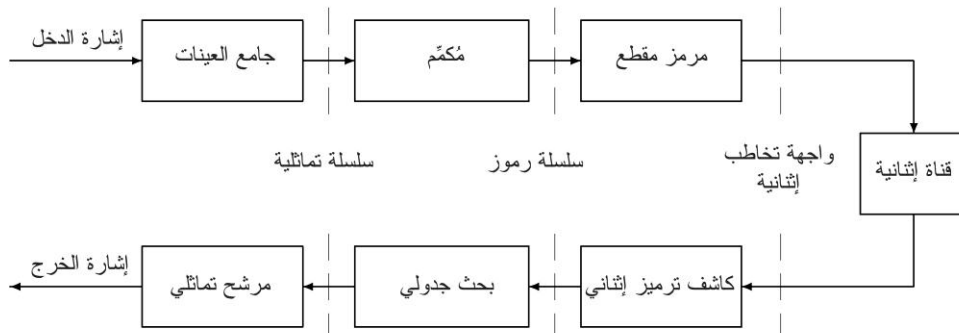 إشارة الدخل
جامع العينات
مُكمِّم
مرمز مقطع
سلسلة تماثلية
سلسلة رموز
واجهة تخاطب
إثنانية
قناة إثنانية
إشارة الخرج
مرشح تماثلي
بحث جدولي
كاشف ترميز إثناني